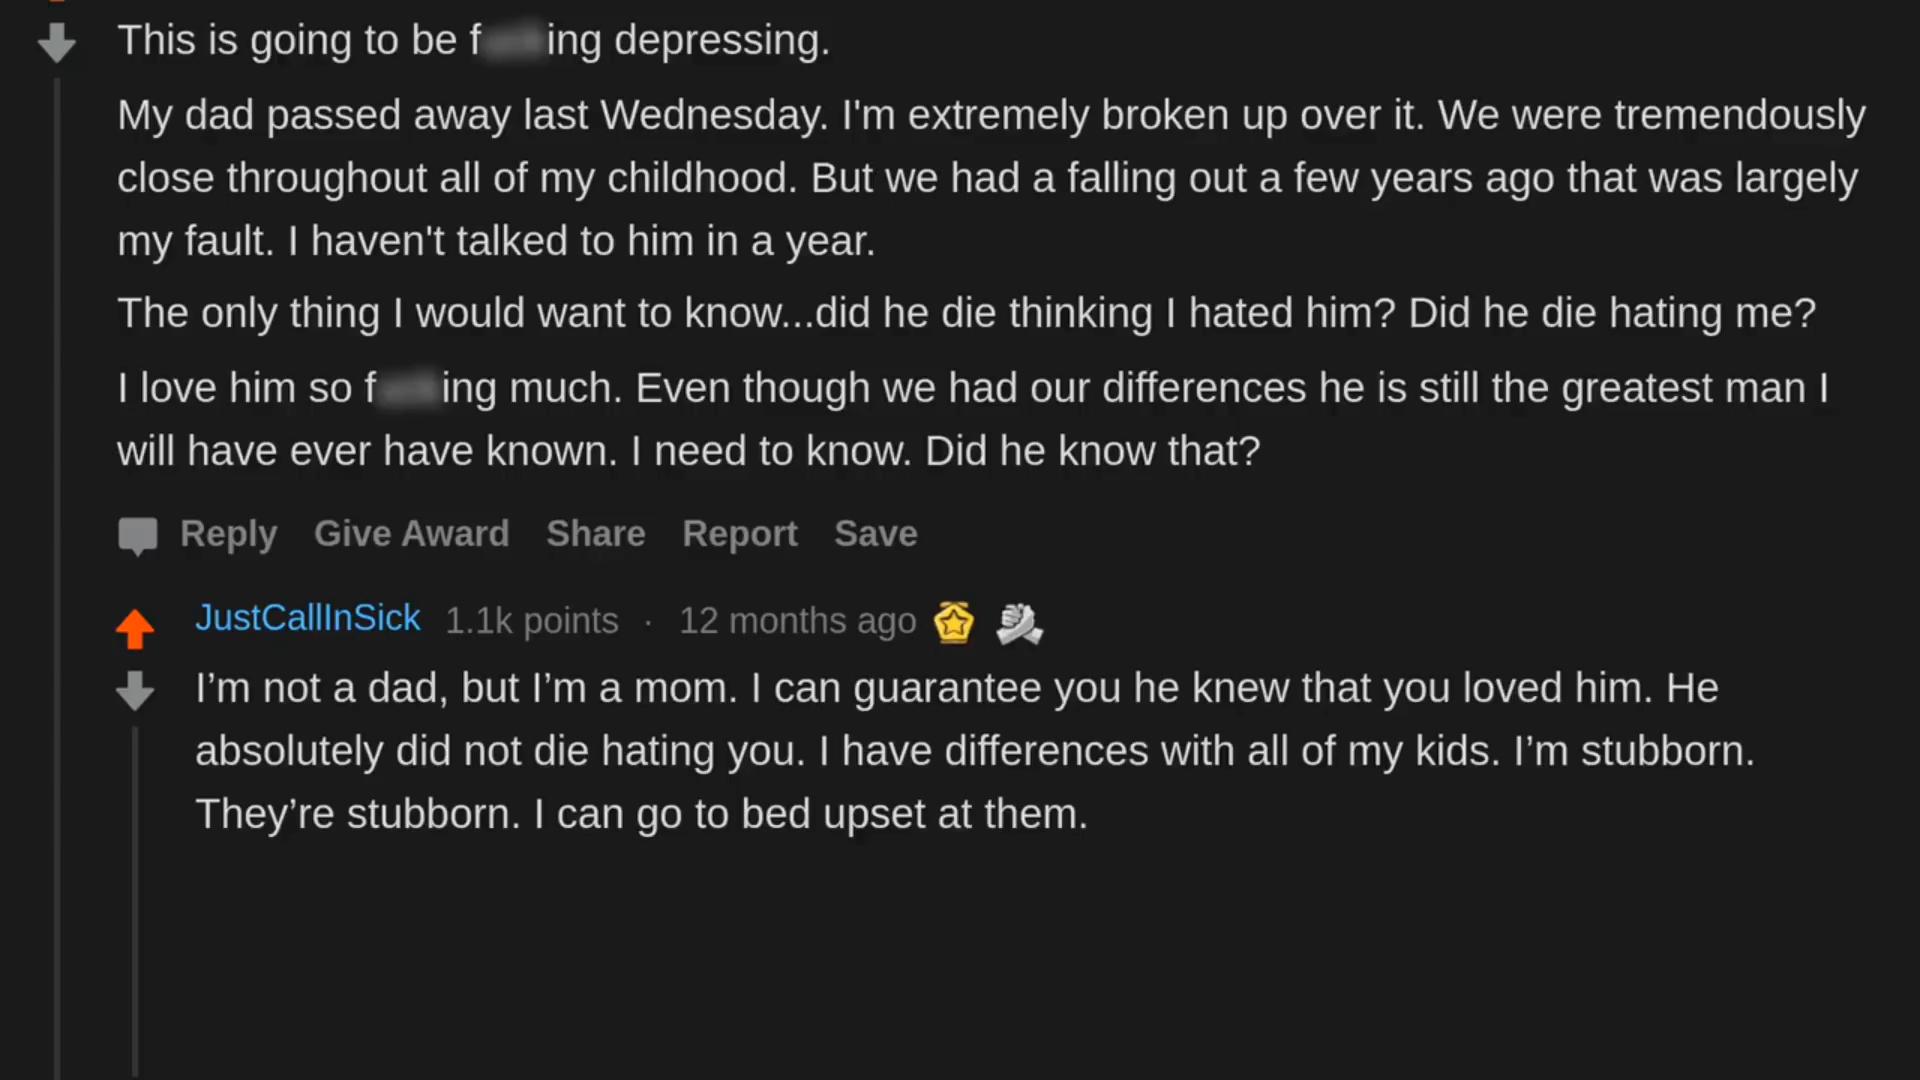 This is going to be f ing depressing.
My dad passed away last Wednesday. I'm extremely broken up over it. We were tremendously
close throughout all of my childhood. But we had a falling out a few years ago that was largely
my fault. I haven't talked to him in a year.
The only thing I would want to know...did he die thinking I hated him? Did he die hating me?
I love him so f ing much. Even though we had our differences he is still the greatest man I
will have ever have known. I need to know. Did he know that?
Reply Give Award Share Report Save
JustCallInSick 1.1k points · 12 months ago
I’m not a dad, but I’m a mom. I can guarantee you he knew that you loved him. He
absolutely did not die hating you. I have differences with all of my kids. I’m stubborn.
They’re stubborn. I can go to bed upset at them.